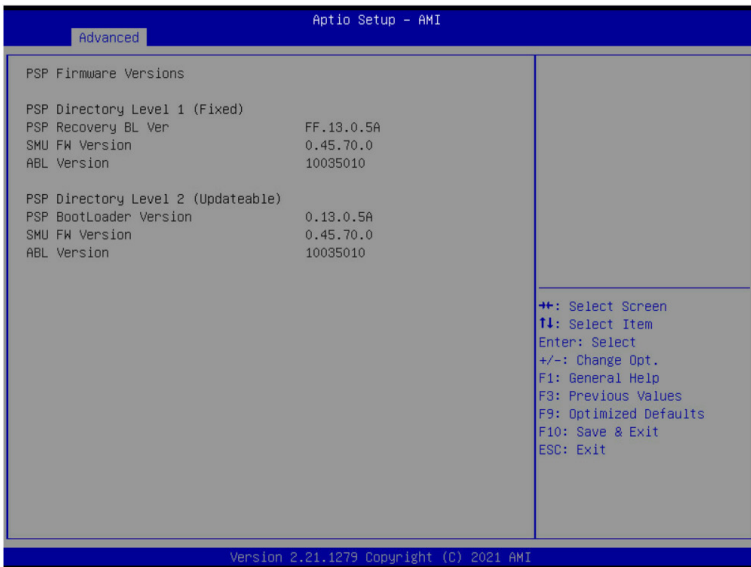 Aptio Setup – AMI
Advanced
PSP Firmware Versions
PSP Directory Level 1 (Fixed)
PSP Recovery BL Ver FF.13.0.5A
SMU FW Version 0.45.70.0
ABL Version 10035010
PSP Directory Level 2 (Updateable)
PSP BootLoader Version 0.13.0.5A
SMU FW Version 0.45.70.0
ABL Version 10035010
→←: Select Screen
↑↓: Select Item
Enter: Select
+/-: Change Opt.
F1: General Help
F3: Previous Values
F9: Optimized Defaults
F10: Save & Exit
ESC: Exit
Version 2.21.1279 Copyright (C) 2021 AMI